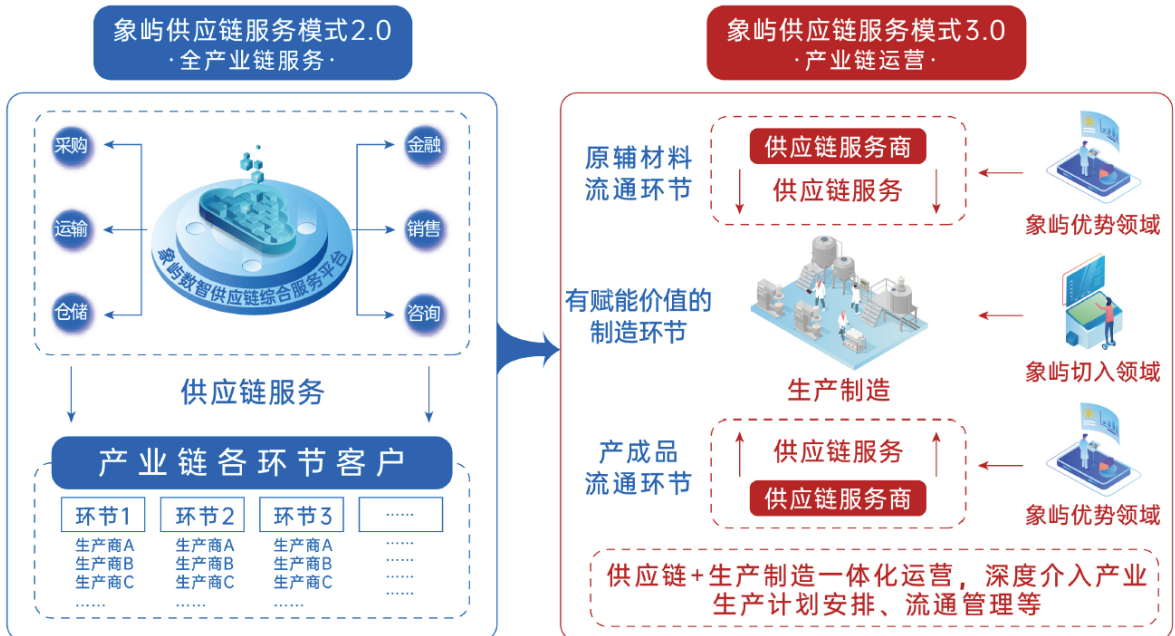 象屿供应链服务模式2.0
·全产业链服务·
采购
金融
运输
销售
仓储
咨询
象屿数智供应链综合服务平台
供应链服务
产业链各环节客户
环节1
环节2
环节3
……
生产商A
生产商B
生产商C
……
生产商A
生产商B
生产商C
……
生产商A
生产商B
生产商C
……
……
……
……
……
象屿供应链服务模式3.0
·产业链运营·
原辅材料
流通环节
供应链服务商
供应链服务
象屿优势领域
有赋能价值的
制造环节
生产制造
象屿切入领域
产成品
流通环节
供应链服务
供应链服务商
象屿优势领域
供应链+生产制造一体化运营，深度介入产业
生产计划安排、流通管理等